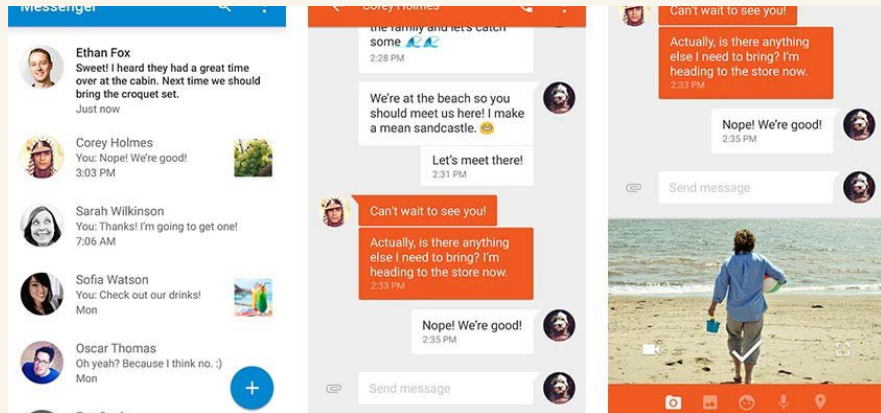 Messenger
Ethan Fox
Sweet! I heard they had a great time
over at the cabin. Next time we should
bring the croquet set.
Just now
Corey Holmes
You: Nope! We're good!
3:03 PM
Sarah Wilkinson
You: Thanks! I'm going to get one!
7:06 AM
Sofia Watson
You: Check out our drinks!
Mon
Oscar Thomas
Oh yeah? Because I think no. :)
Mon
Corey Holmes
the family and let's catch
some 🌊🌊
2:28 PM
We're at the beach so you
should meet us here! I make
a mean sandcastle. 😂
Let's meet there!
2:31 PM
Can't wait to see you!
Actually, is there anything
else I need to bring? I'm
heading to the store now.
2:33 PM
Nope! We're good!
2:35 PM
Send message
Can't wait to see you!
Actually, is there anything
else I need to bring? I'm
heading to the store now.
2:33 PM
Nope! We're good!
2:35 PM
Send message